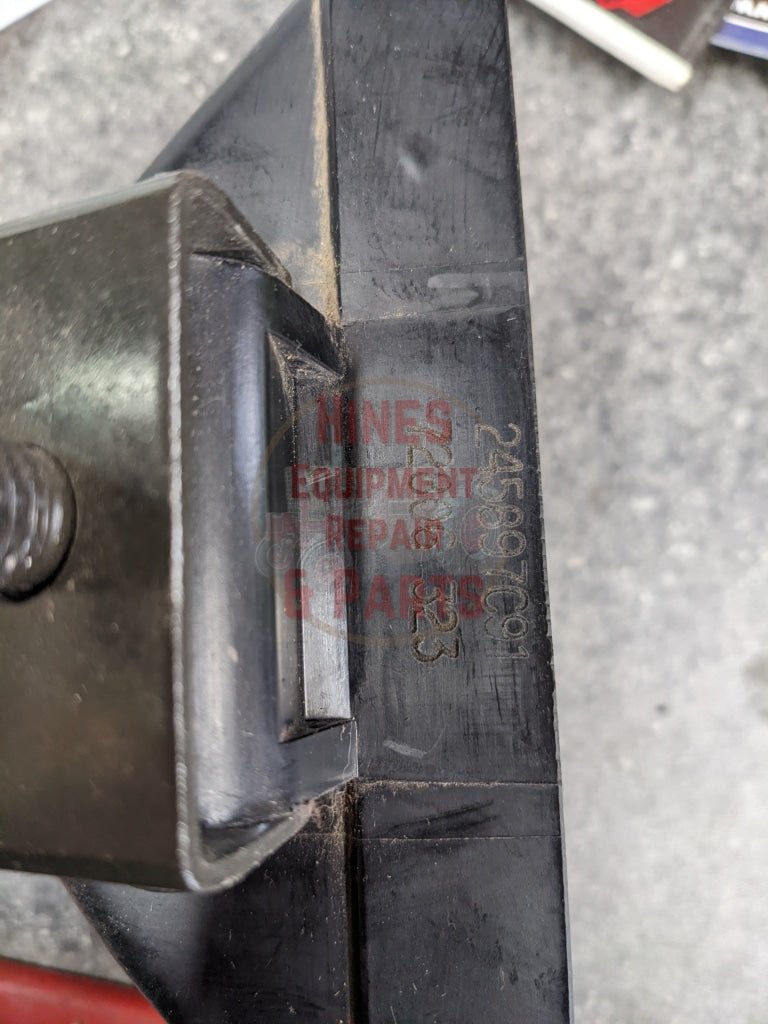 245897C91
323
HINES
EQUIPMENT
REPAIR
& PARTS